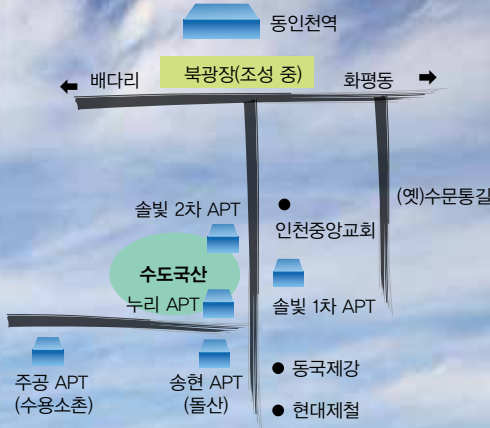 동인천역
북광장(조성 중)
배다리
화평동
(옛)수문통길
솔빛 2차 APT
인천중앙교회
수도국산
누리 APT
솔빛 1차 APT
주공 APT
(수용소촌)
송현 APT
(돌산)
동국제강
현대제철